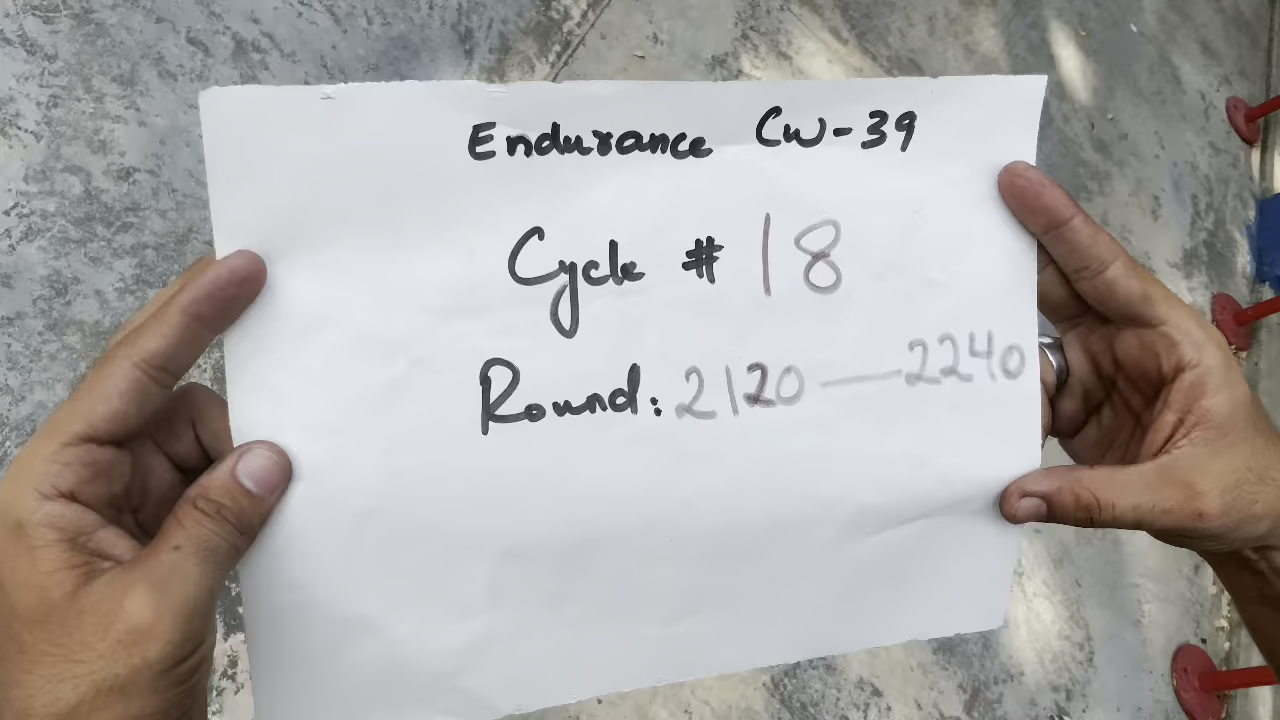 Endurance CW-39
Cycle # 18
Round: 2120 — 2240